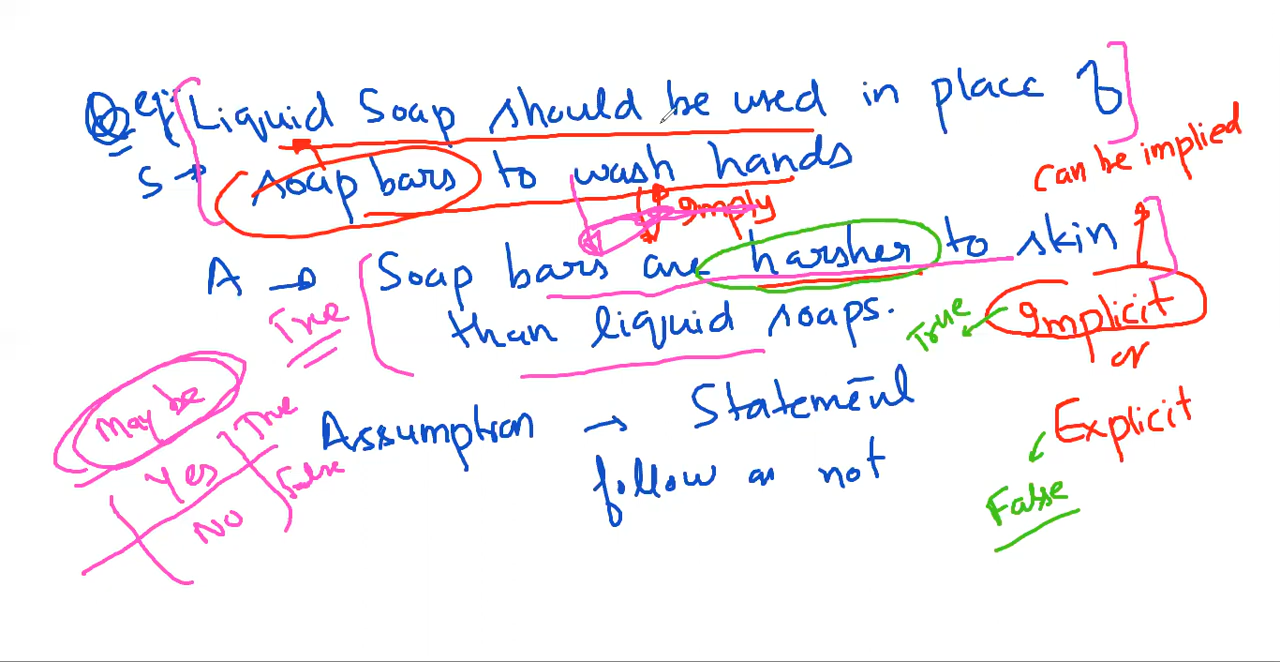 eg: Liquid Soap should be used in place of
S → soap bars to wash hands
can be implied
Imply
A → Soap bars are harsher to skin
than liquid soaps.
True
True
Implicit
or
Explicit
False
May be
Yes
True
No
False
Assumption → Statement
follow or not